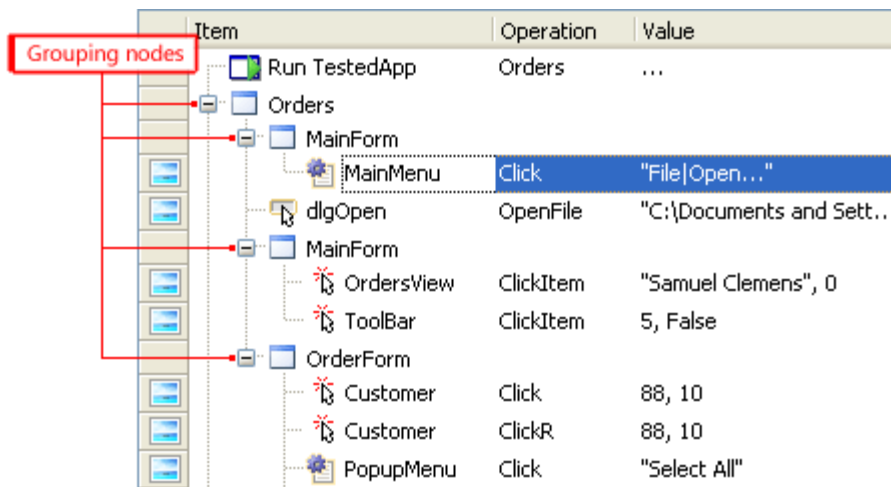 Item Operation Value
Grouping nodes
Run TestedApp Orders ...
Orders
MainForm
MainMenu Click "File|Open..."
dlgOpen OpenFile "C:\Documents and Sett..
MainForm
OrdersView ClickItem "Samuel Clemens", 0
ToolBar ClickItem 5, False
OrderForm
Customer Click 88, 10
Customer ClickR 88, 10
PopupMenu Click "Select All"